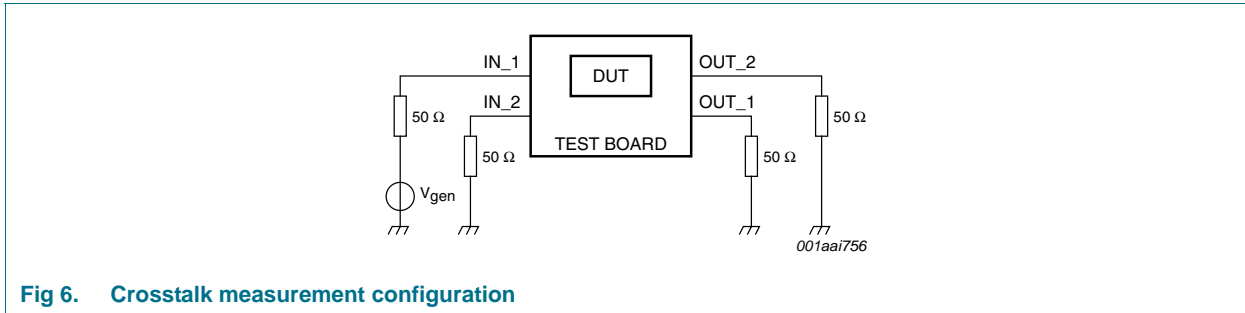 IN_1
OUT_2
DUT
IN_2
OUT_1
50 Ω
50 Ω
TEST BOARD
50 Ω
50 Ω
Vgen
001aai756
Fig 6. Crosstalk measurement configuration